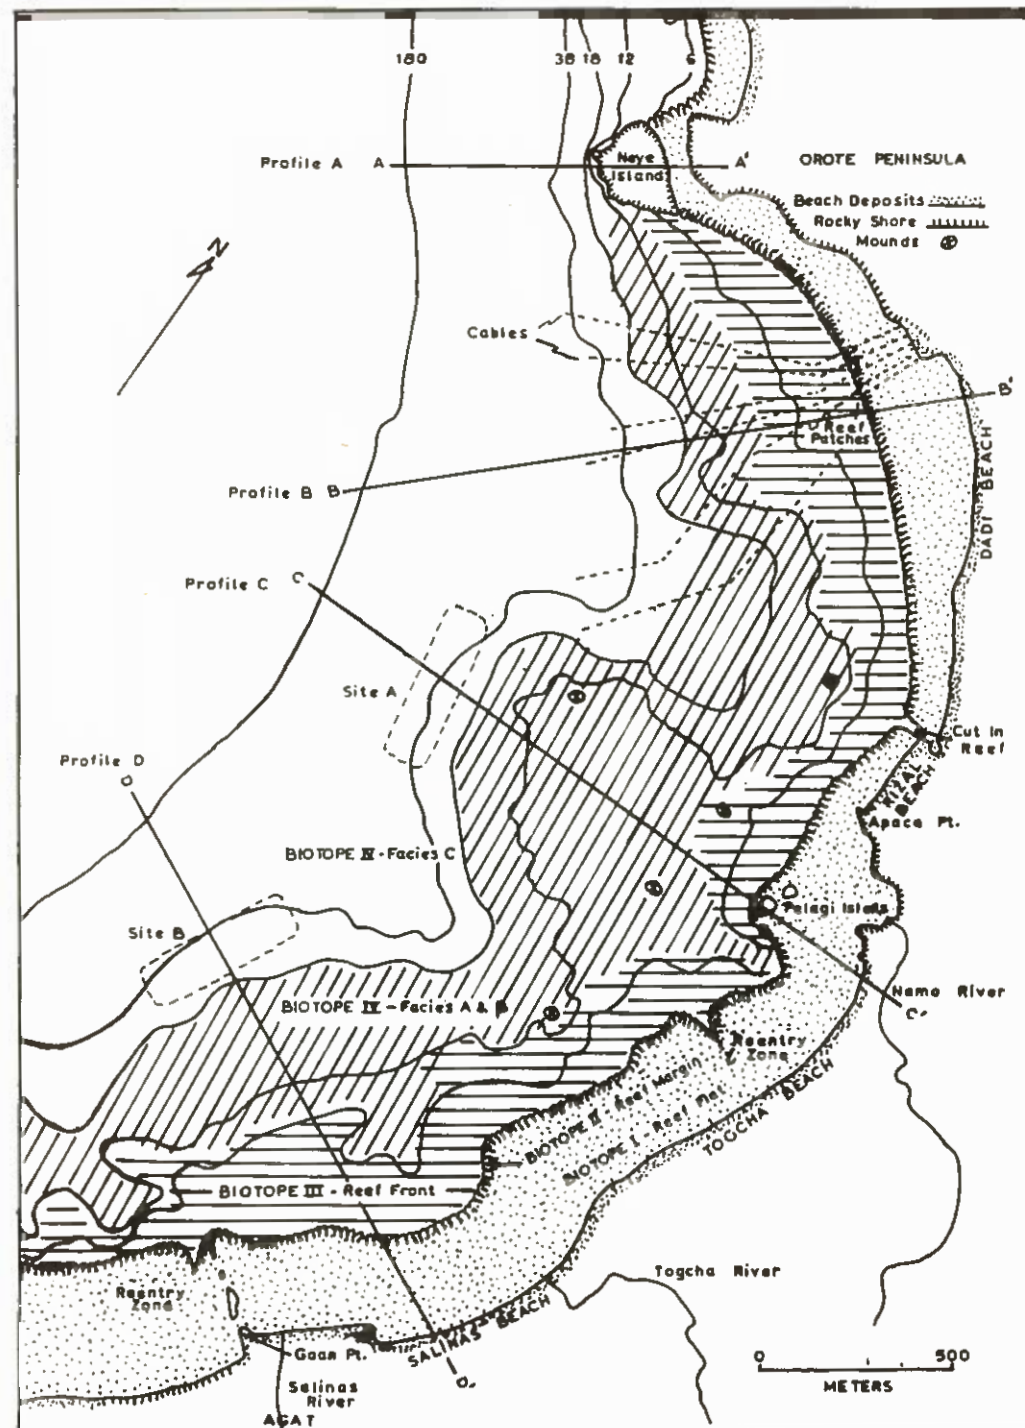 180
38 18 12 6
Profile A A
A'
Neye
Island
OROTE PENINSULA
Beach Deposits
Rocky Shore
Mounds
N
Cables
B'
Reef
Patches
Profile B B
DADI BEACH
Profile C C
Site A
Cut In
Reef
RIZAL
BEACH
Profile D
D
Apaca Pt.
BIOTOPE IV - Facies C
Pelagi Islets
Site B
Namo River
C'
BIOTOPE IV - Facies A & B
Reentry
Zone
BIOTOPE II - Reef Margin
BIOTOPE I - Reef Flat
TOGCHA BEACH
BIOTOPE III - Reef Front
Togcha River
Reentry
Zone
SALINAS BEACH
Gaan Pt.
D'
Salinas
River
AGAT
0 500
METERS